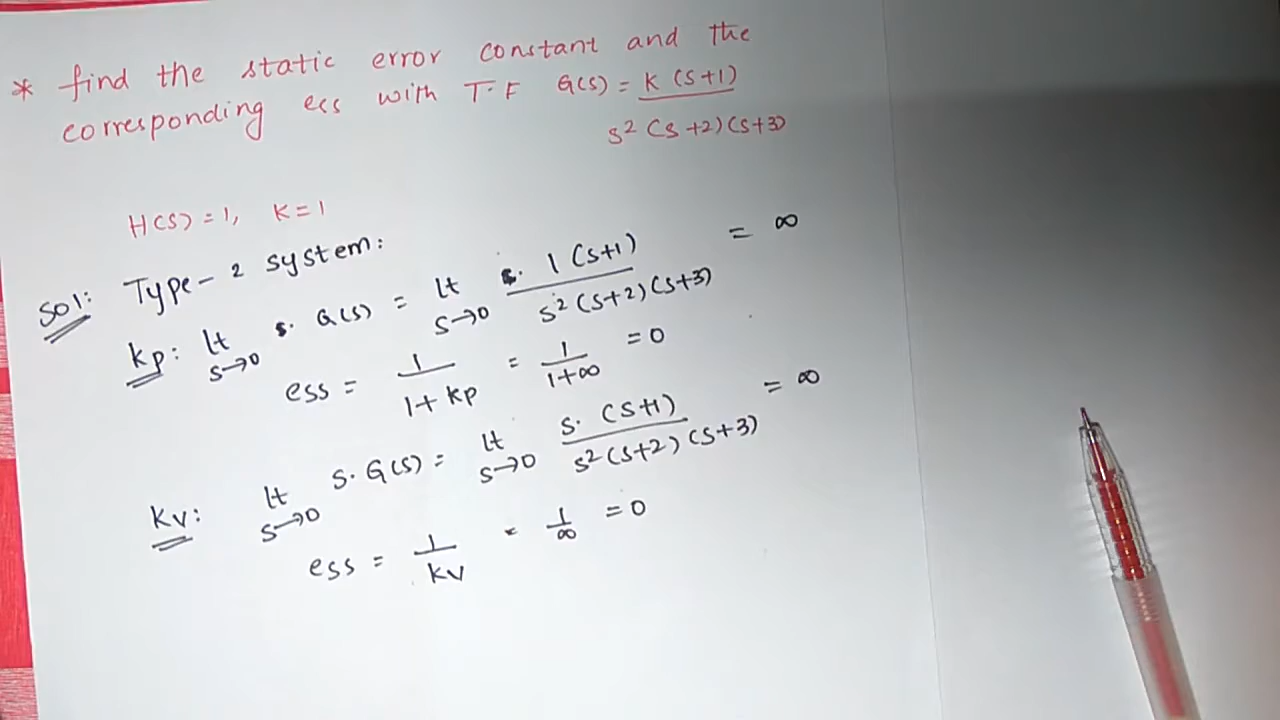 * find the static error constant and the
corresponding ess with T.F G(s) = K (s+1) / s² (s+2) (s+3)
H(s) = 1, K = 1
Sol: Type-2 system:
kp: lt s→0 s. G(s) = lt s→0 s. 1 (s+1) / s² (s+2) (s+3) = ∞
ess = 1 / 1+kp = 1 / 1+∞ = 0
Kv: lt s→0 s. G(s) = lt s→0 s. (s+1) / s² (s+2) (s+3) = ∞
ess = 1 / kv = 1 / ∞ = 0